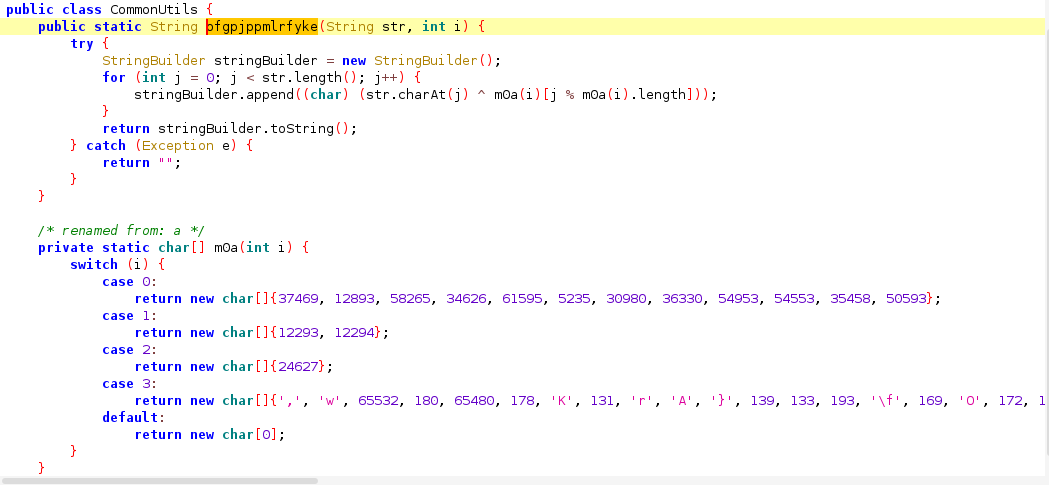 public class CommonUtils {
    public static String pfgpjppmlrfyke(String str, int i) {
        try {
            StringBuilder stringBuilder = new StringBuilder();
            for (int j = 0; j < str.length(); j++) {
                stringBuilder.append((char) (str.charAt(j) ^ m0a(i)[j % m0a(i).length]));
            }
            return stringBuilder.toString();
        } catch (Exception e) {
            return "";
        }
    }
    /* renamed from: a */
    private static char[] m0a(int i) {
        switch (i) {
            case 0:
                return new char[]{37469, 12893, 58265, 34626, 61595, 5235, 30980, 36330, 54953, 54553, 35458, 50593};
            case 1:
                return new char[]{12293, 12294};
            case 2:
                return new char[]{24627};
            case 3:
                return new char[]{',', 'w', 65532, 180, 65480, 178, 'K', 131, 'r', 'A', '}', 139, 133, 193, '\f', 169, 'O', 172, 1
            default:
                return new char[0];
        }
    }